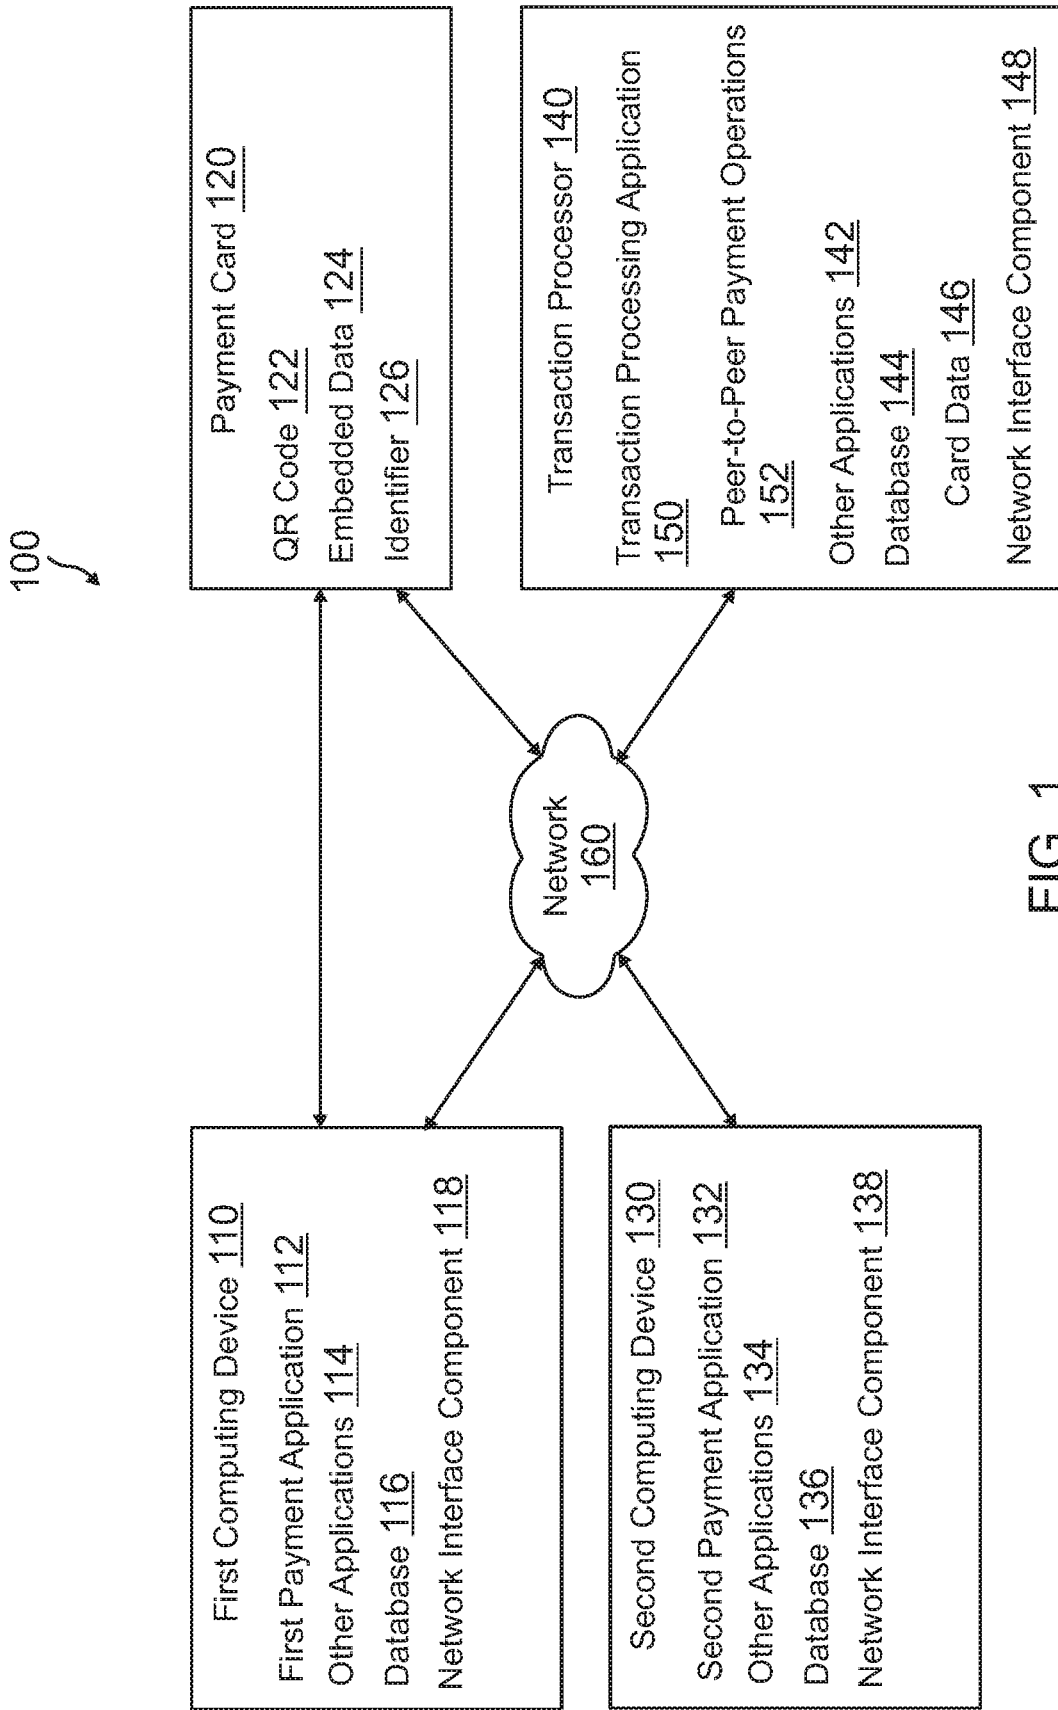 100
First Computing Device 110
First Payment Application 112
Other Applications 114
Database 116
Network Interface Component 118
Payment Card 120
QR Code 122
Embedded Data 124
Identifier 126
Network
160
Second Computing Device 130
Second Payment Application 132
Other Applications 134
Database 136
Network Interface Component 138
Transaction Processor 140
Transaction Processing Application
150
Peer-to-Peer Payment Operations
152
Other Applications 142
Database 144
Card Data 146
Network Interface Component 148
FIG. 1